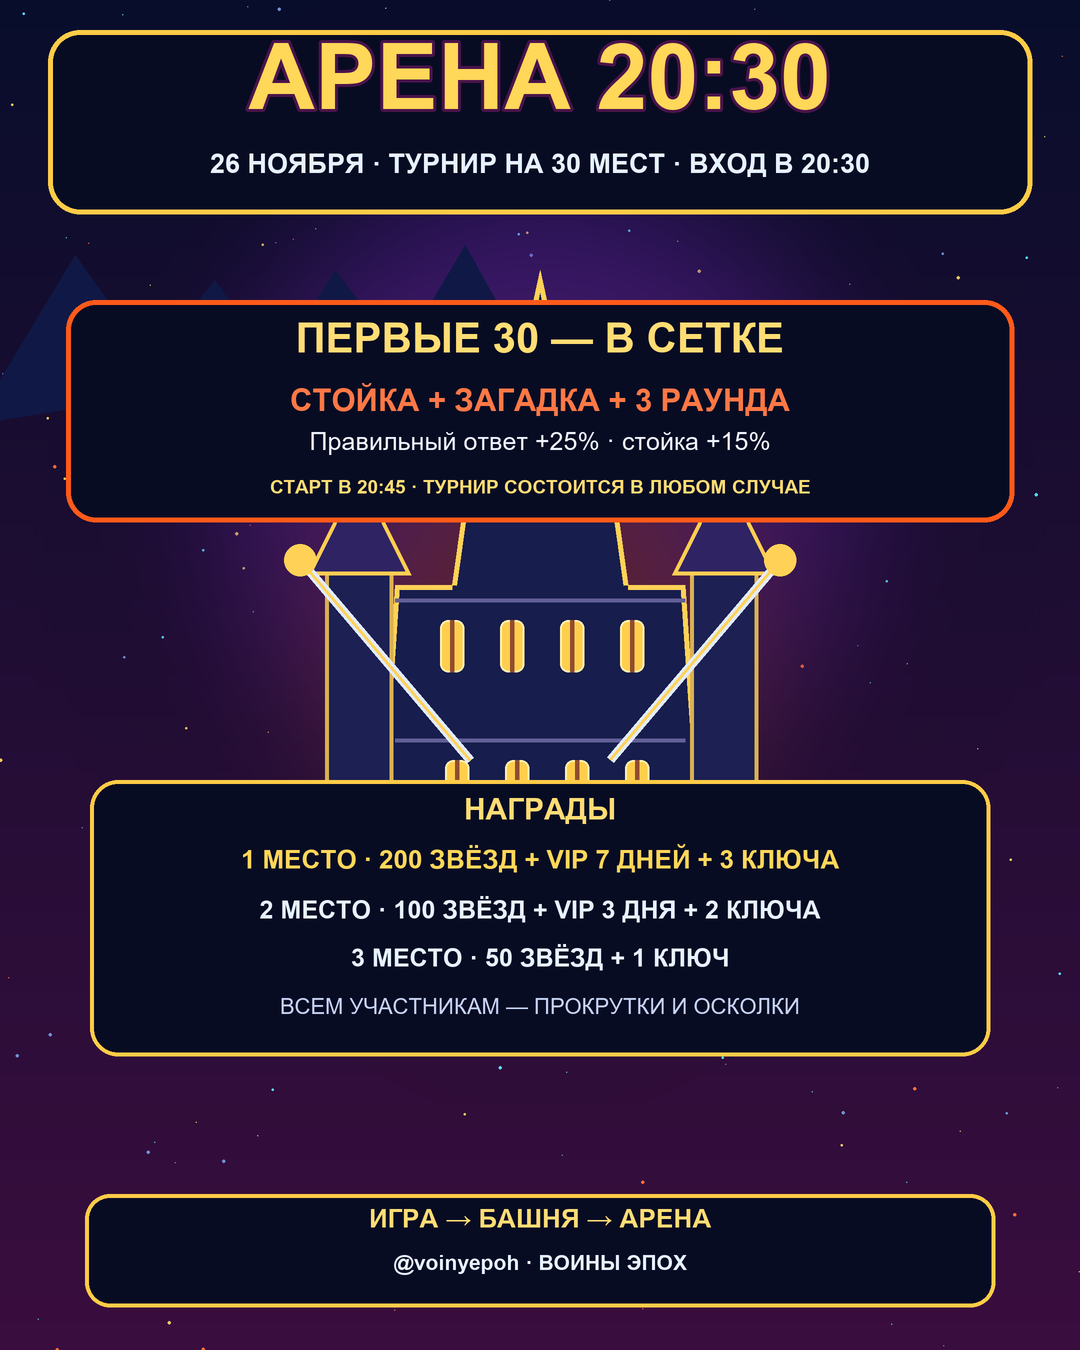 АРЕНА 20:30
26 НОЯБРЯ · ТУРНИР НА 30 МЕСТ · ВХОД В 20:30
ПЕРВЫЕ 30 — В СЕТКЕ
СТОЙКА + ЗАГАДКА + 3 РАУНДА
Правильный ответ +25% · стойка +15%
СТАРТ В 20:45 · ТУРНИР СОСТОИТСЯ В ЛЮБОМ СЛУЧАЕ
НАГРАДЫ
1 МЕСТО · 200 ЗВЁЗД + VIP 7 ДНЕЙ + 3 КЛЮЧА
2 МЕСТО · 100 ЗВЁЗД + VIP 3 ДНЯ + 2 КЛЮЧА
3 МЕСТО · 50 ЗВЁЗД + 1 КЛЮЧ
ВСЕМ УЧАСТНИКАМ — ПРОКРУТКИ И ОСКОЛКИ
ИГРА → БАШНЯ → АРЕНА
@voinyepoh · ВОИНЫ ЭПОХ